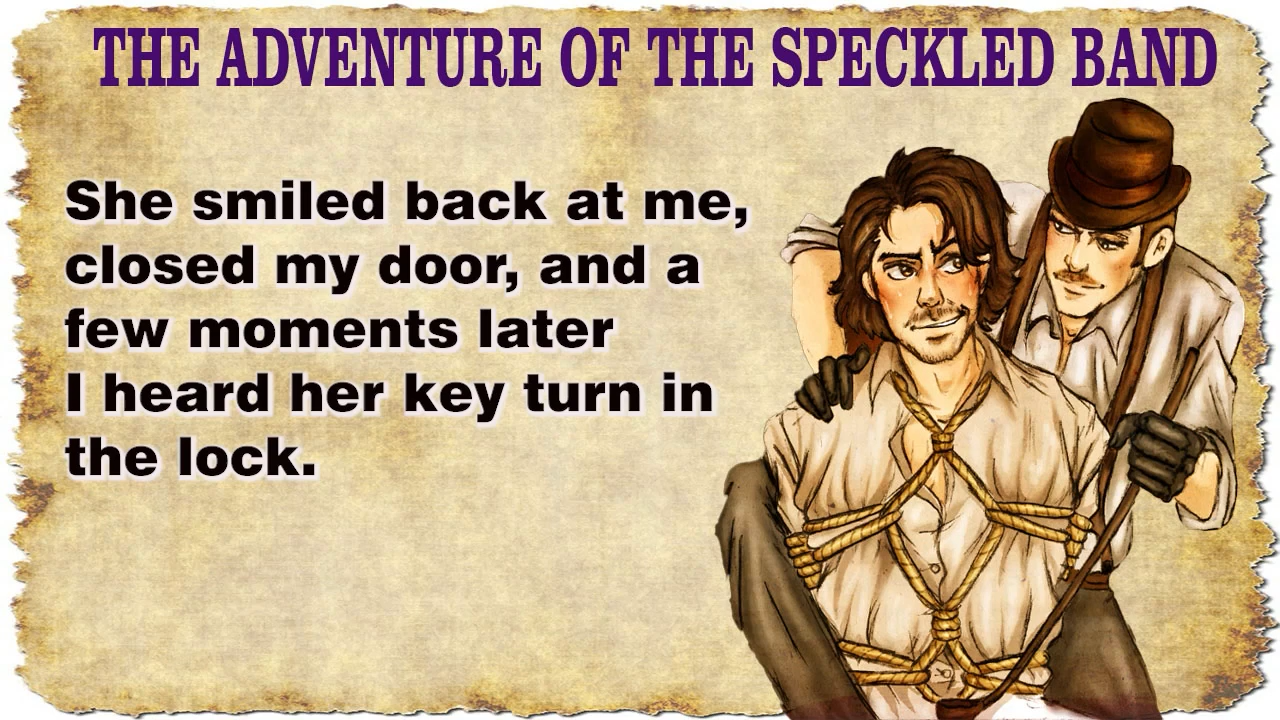 THE ADVENTURE OF THE SPECKLED BAND
She smiled back at me,
closed my door, and a
few moments later
I heard her key turn in
the lock.